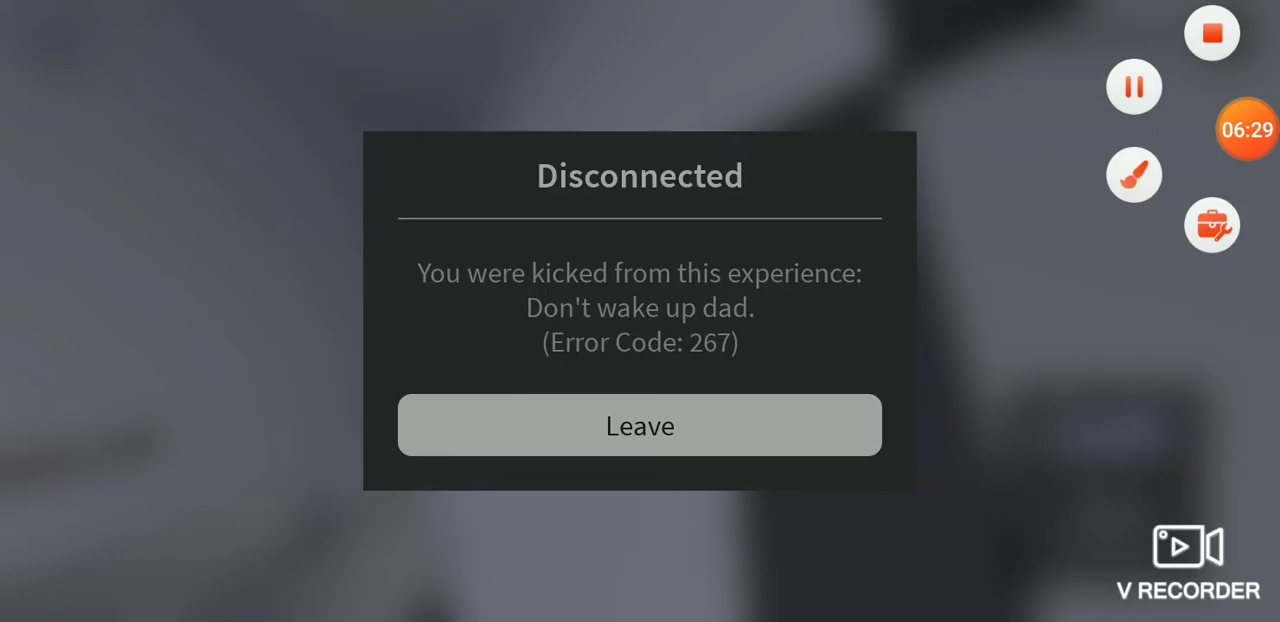 06:29
Disconnected
You were kicked from this experience:
Don't wake up dad.
(Error Code: 267)
Leave
V RECORDER